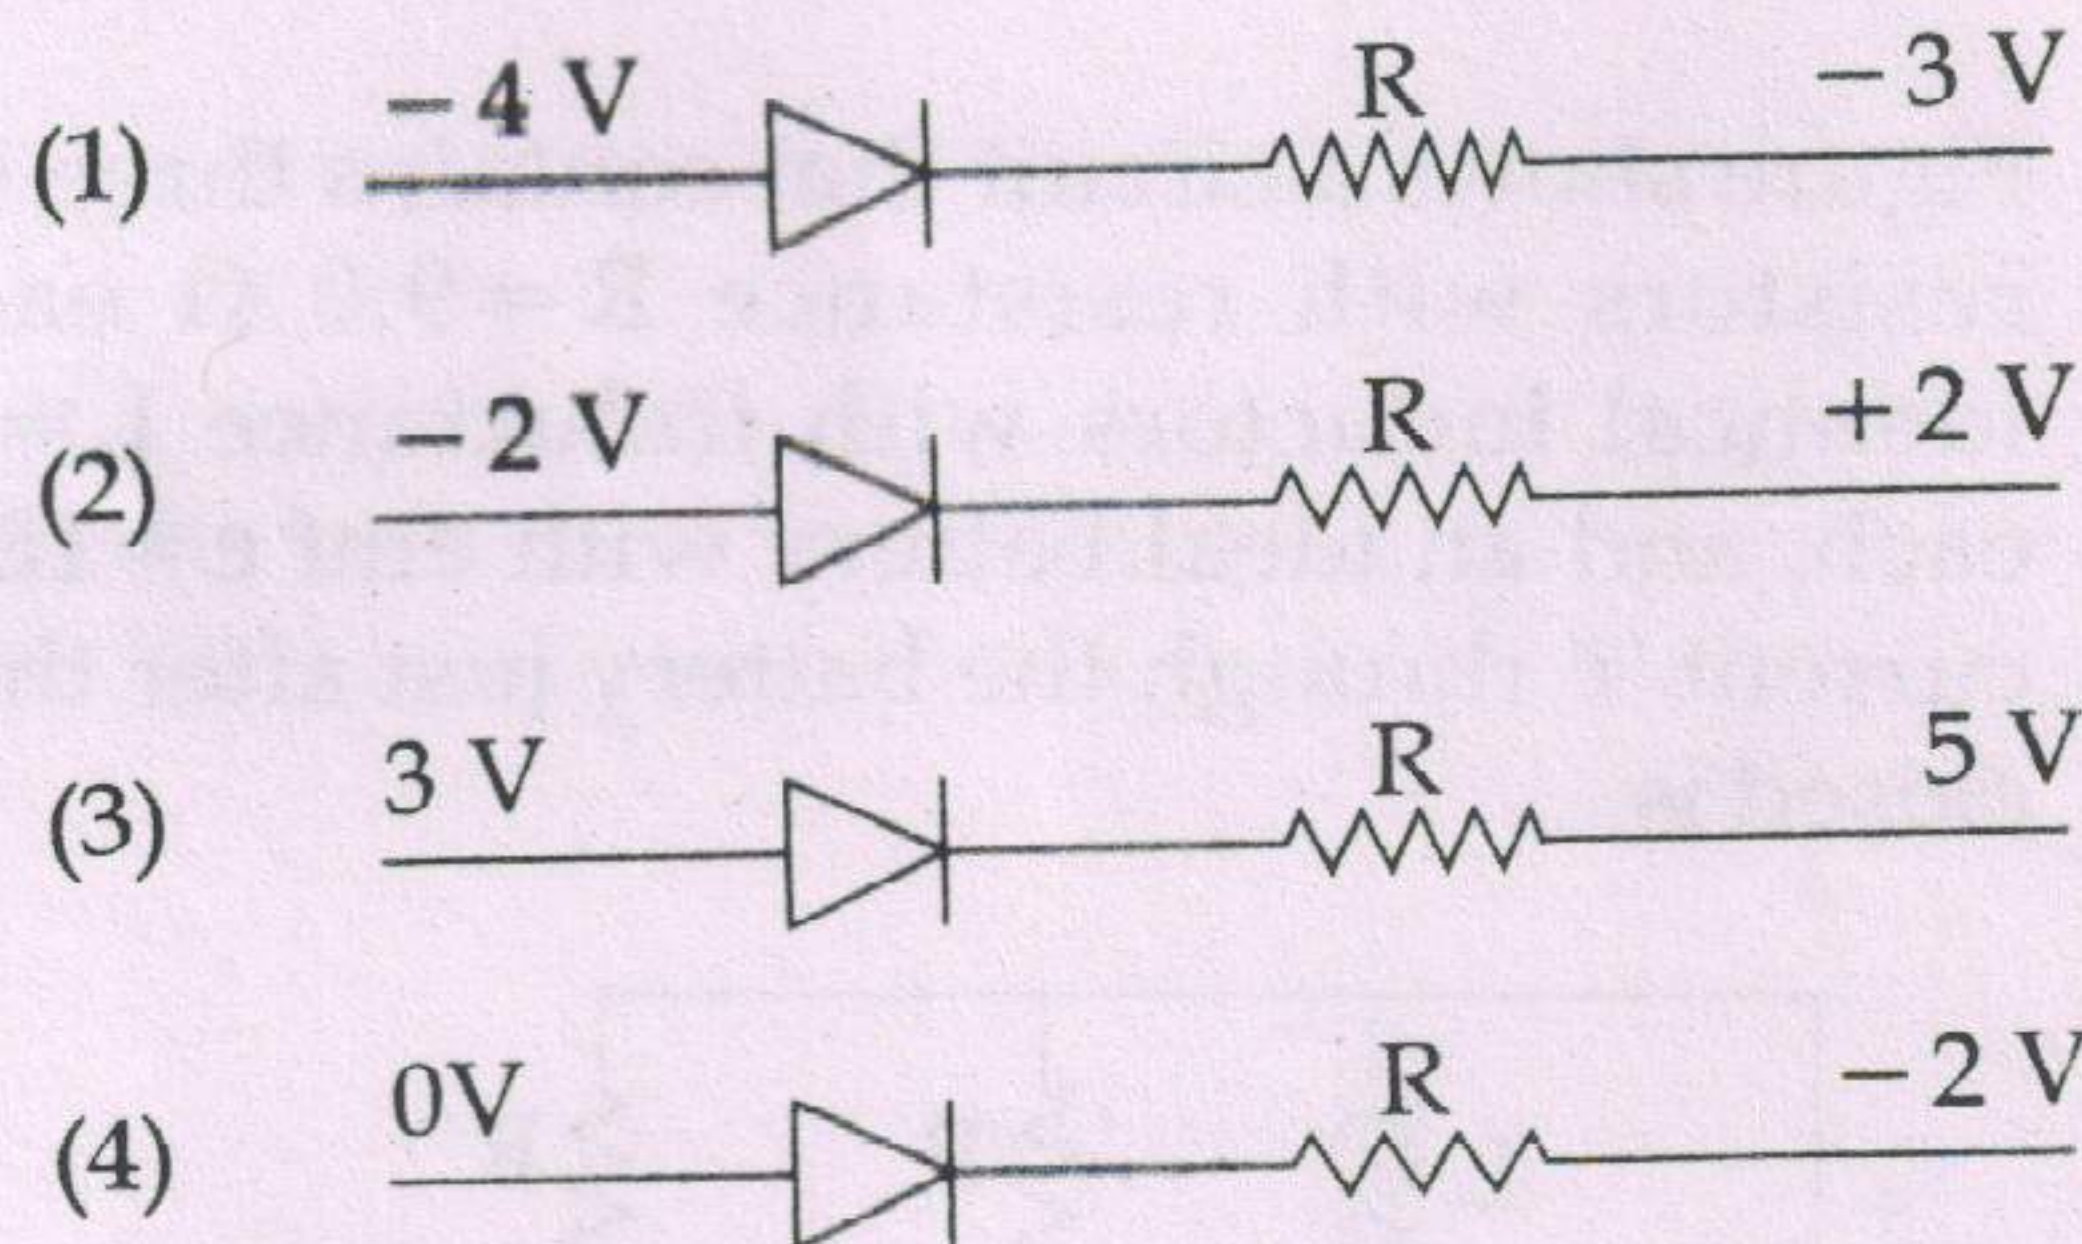 (1) − 4 V R − 3 V
(2) − 2 V R + 2 V
(3) 3 V R 5 V
(4) 0V R − 2 V